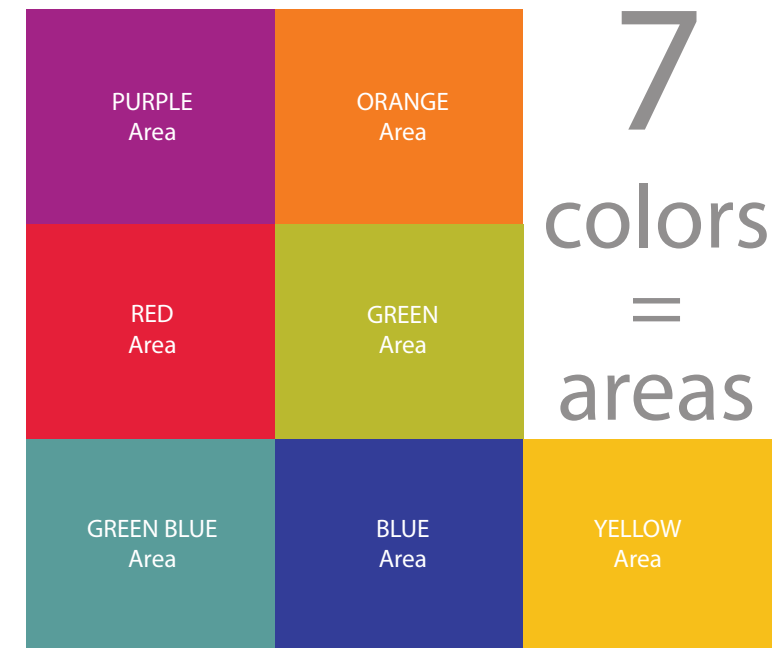 PURPLE
Area
ORANGE
Area
7
colors
=
areas
RED
Area
GREEN
Area
GREEN BLUE
Area
BLUE
Area
YELLOW
Area